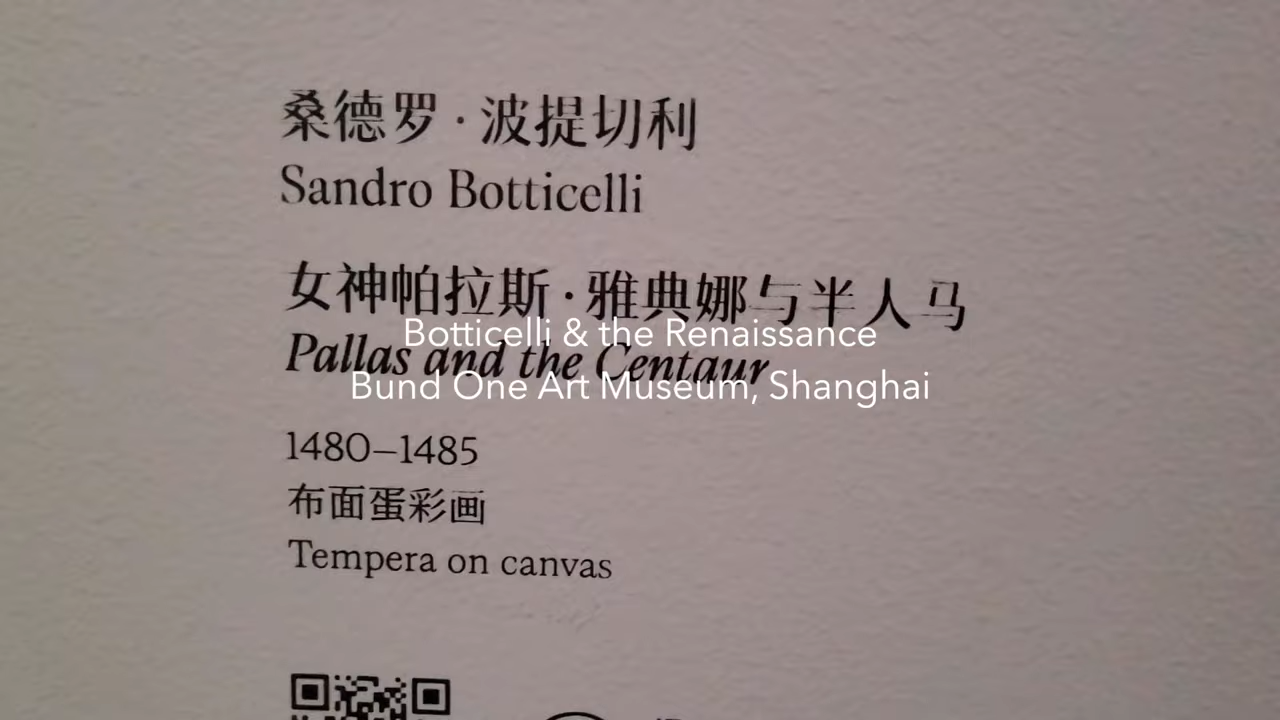 桑德罗·波提切利
Sandro Botticelli
女神帕拉斯·雅典娜与半人马
Botticelli & the Renaissance
Pallas and the Centaur
Bund One Art Museum, Shanghai
1480–1485
布面蛋彩画
Tempera on canvas